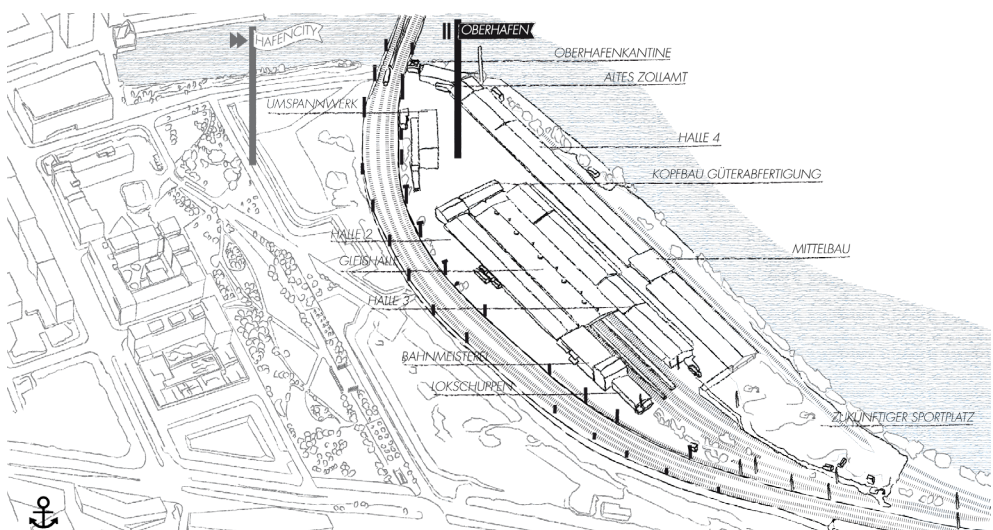 HAFENCITY
OBERHAFEN
OBERHAFENKANTINE
ALTES ZOLLAMT
UMSPANNWERK
HALLE 4
KOPFBAU GÜTERABFERTIGUNG
HALLE 2
MITTELBAU
GLEISHALLE
HALLE 3
BAHNMEISTEREI
LOKSCHUPPEN
ZUKUNFTIGER SPORTPLATZ